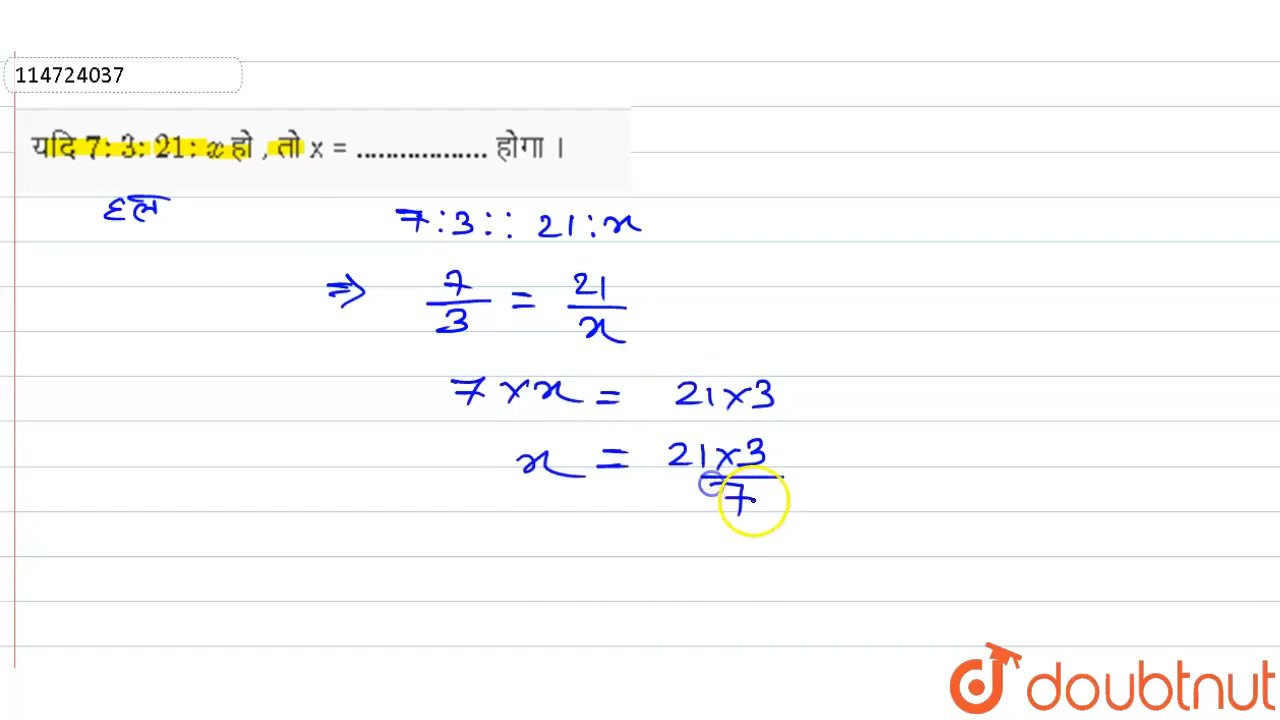 114724037
यदि 7: 3: 21: x हो , तो x = .................. होगा ।
हल
7:3:: 21:x
⇒ 7/3 = 21/x
7 × x = 21×3
x = 21×3/7
doubtnut